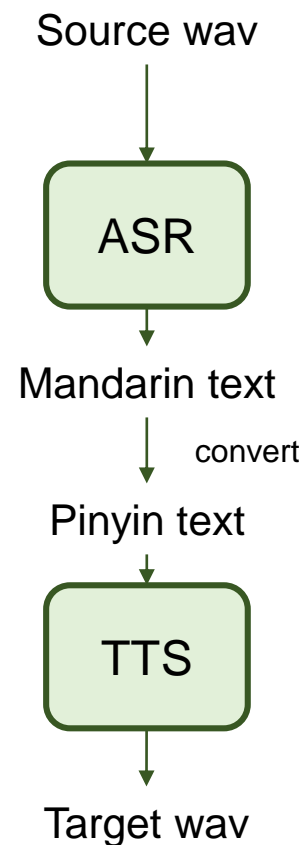 Source wav
ASR
Mandarin text
convert
Pinyin text
TTS
Target wav